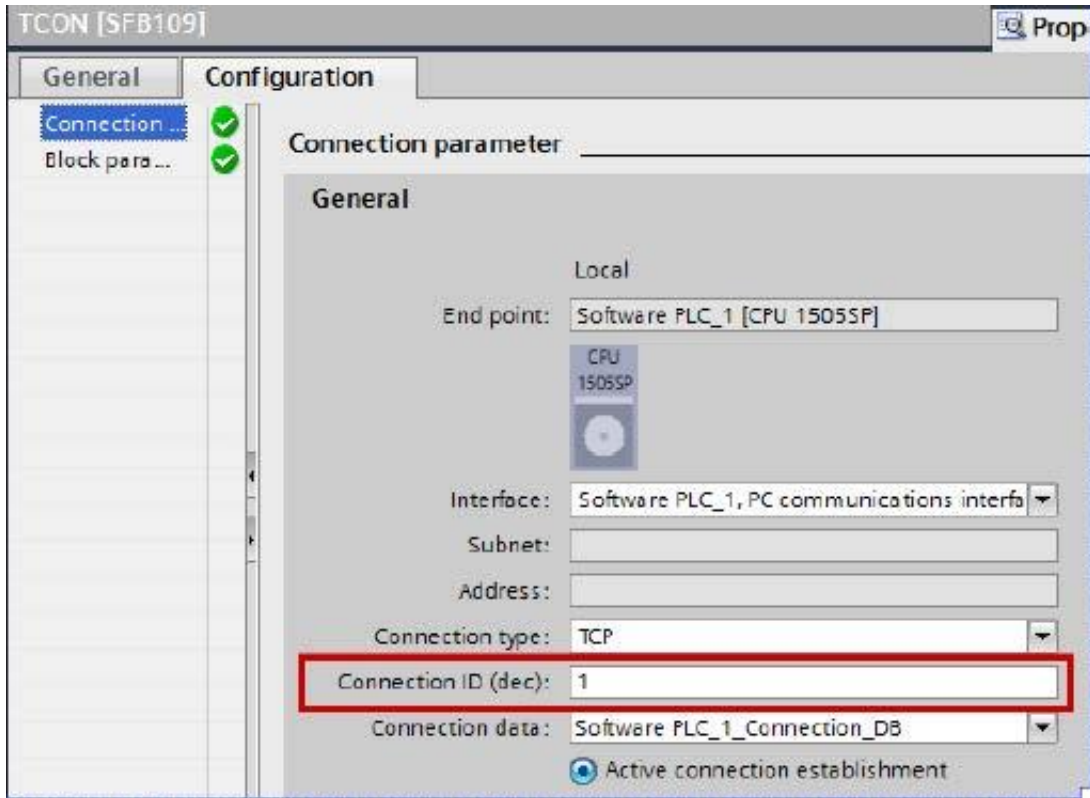 TCON [SFB109]
Prop
General Configuration
Connection ...
Block para...
Connection parameter
General
Local
End point: Software PLC_1 [CPU 1505SP]
CPU
1505SP
Interface: Software PLC_1, PC communications interfa
Subnet:
Address:
Connection type: TCP
Connection ID (dec): 1
Connection data: Software PLC_1_Connection_DB
Active connection establishment